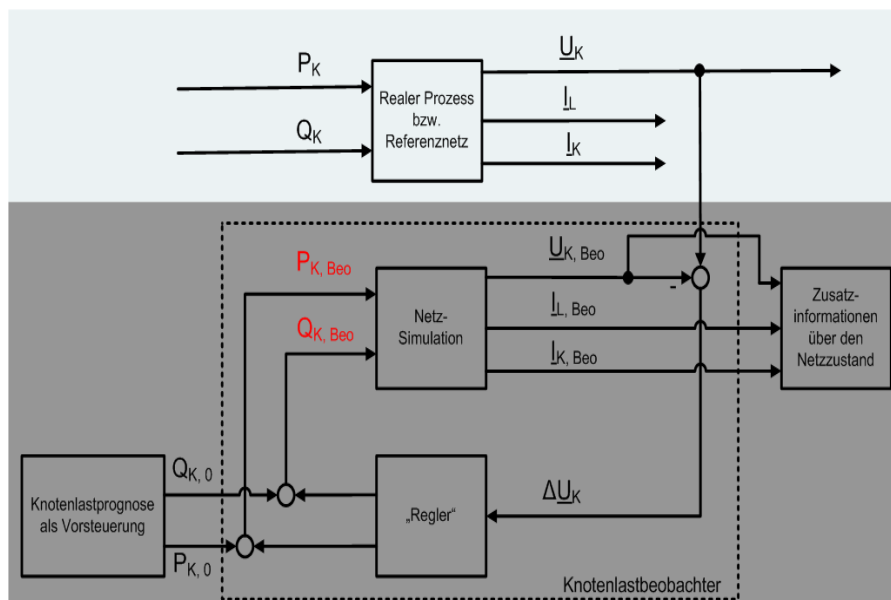 P_K
Q_K
Realer Prozess
bzw.
Referenznetz
U_K
I_L
I_K
P_K, Beo
Q_K, Beo
Netz-
Simulation
U_K, Beo
-
I_L, Beo
I_K, Beo
Zusatz-
informationen
über den
Netzzustand
Knotenlastprognose
als Vorsteuerung
Q_K, 0
P_K, 0
„Regler"
ΔU_K
Knotenlastbeobachter